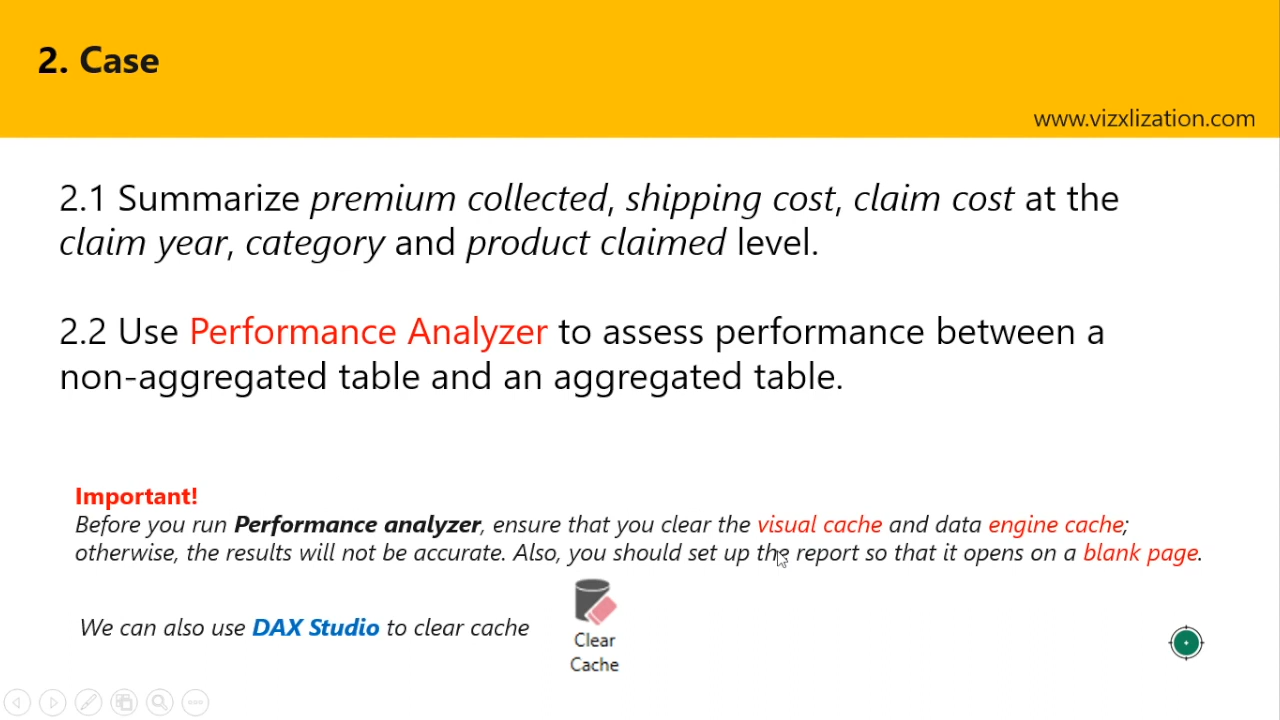 2. Case
www.vizxlization.com
2.1 Summarize premium collected, shipping cost, claim cost at the
claim year, category and product claimed level.
2.2 Use Performance Analyzer to assess performance between a
non-aggregated table and an aggregated table.
Important!
Before you run Performance analyzer, ensure that you clear the visual cache and data engine cache;
otherwise, the results will not be accurate. Also, you should set up the report so that it opens on a blank page.
We can also use DAX Studio to clear cache
Clear
Cache